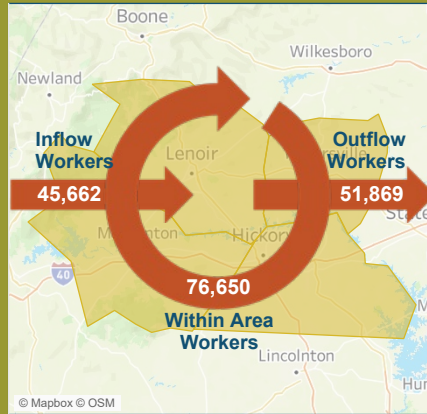 Boone
Wilkesboro
Newland
Inflow
Workers
Lenoir
Outflow
Workers
45,662
51,869
Hickory
40
76,650
Within Area
Workers
Lincolnton
© Mapbox © OSM